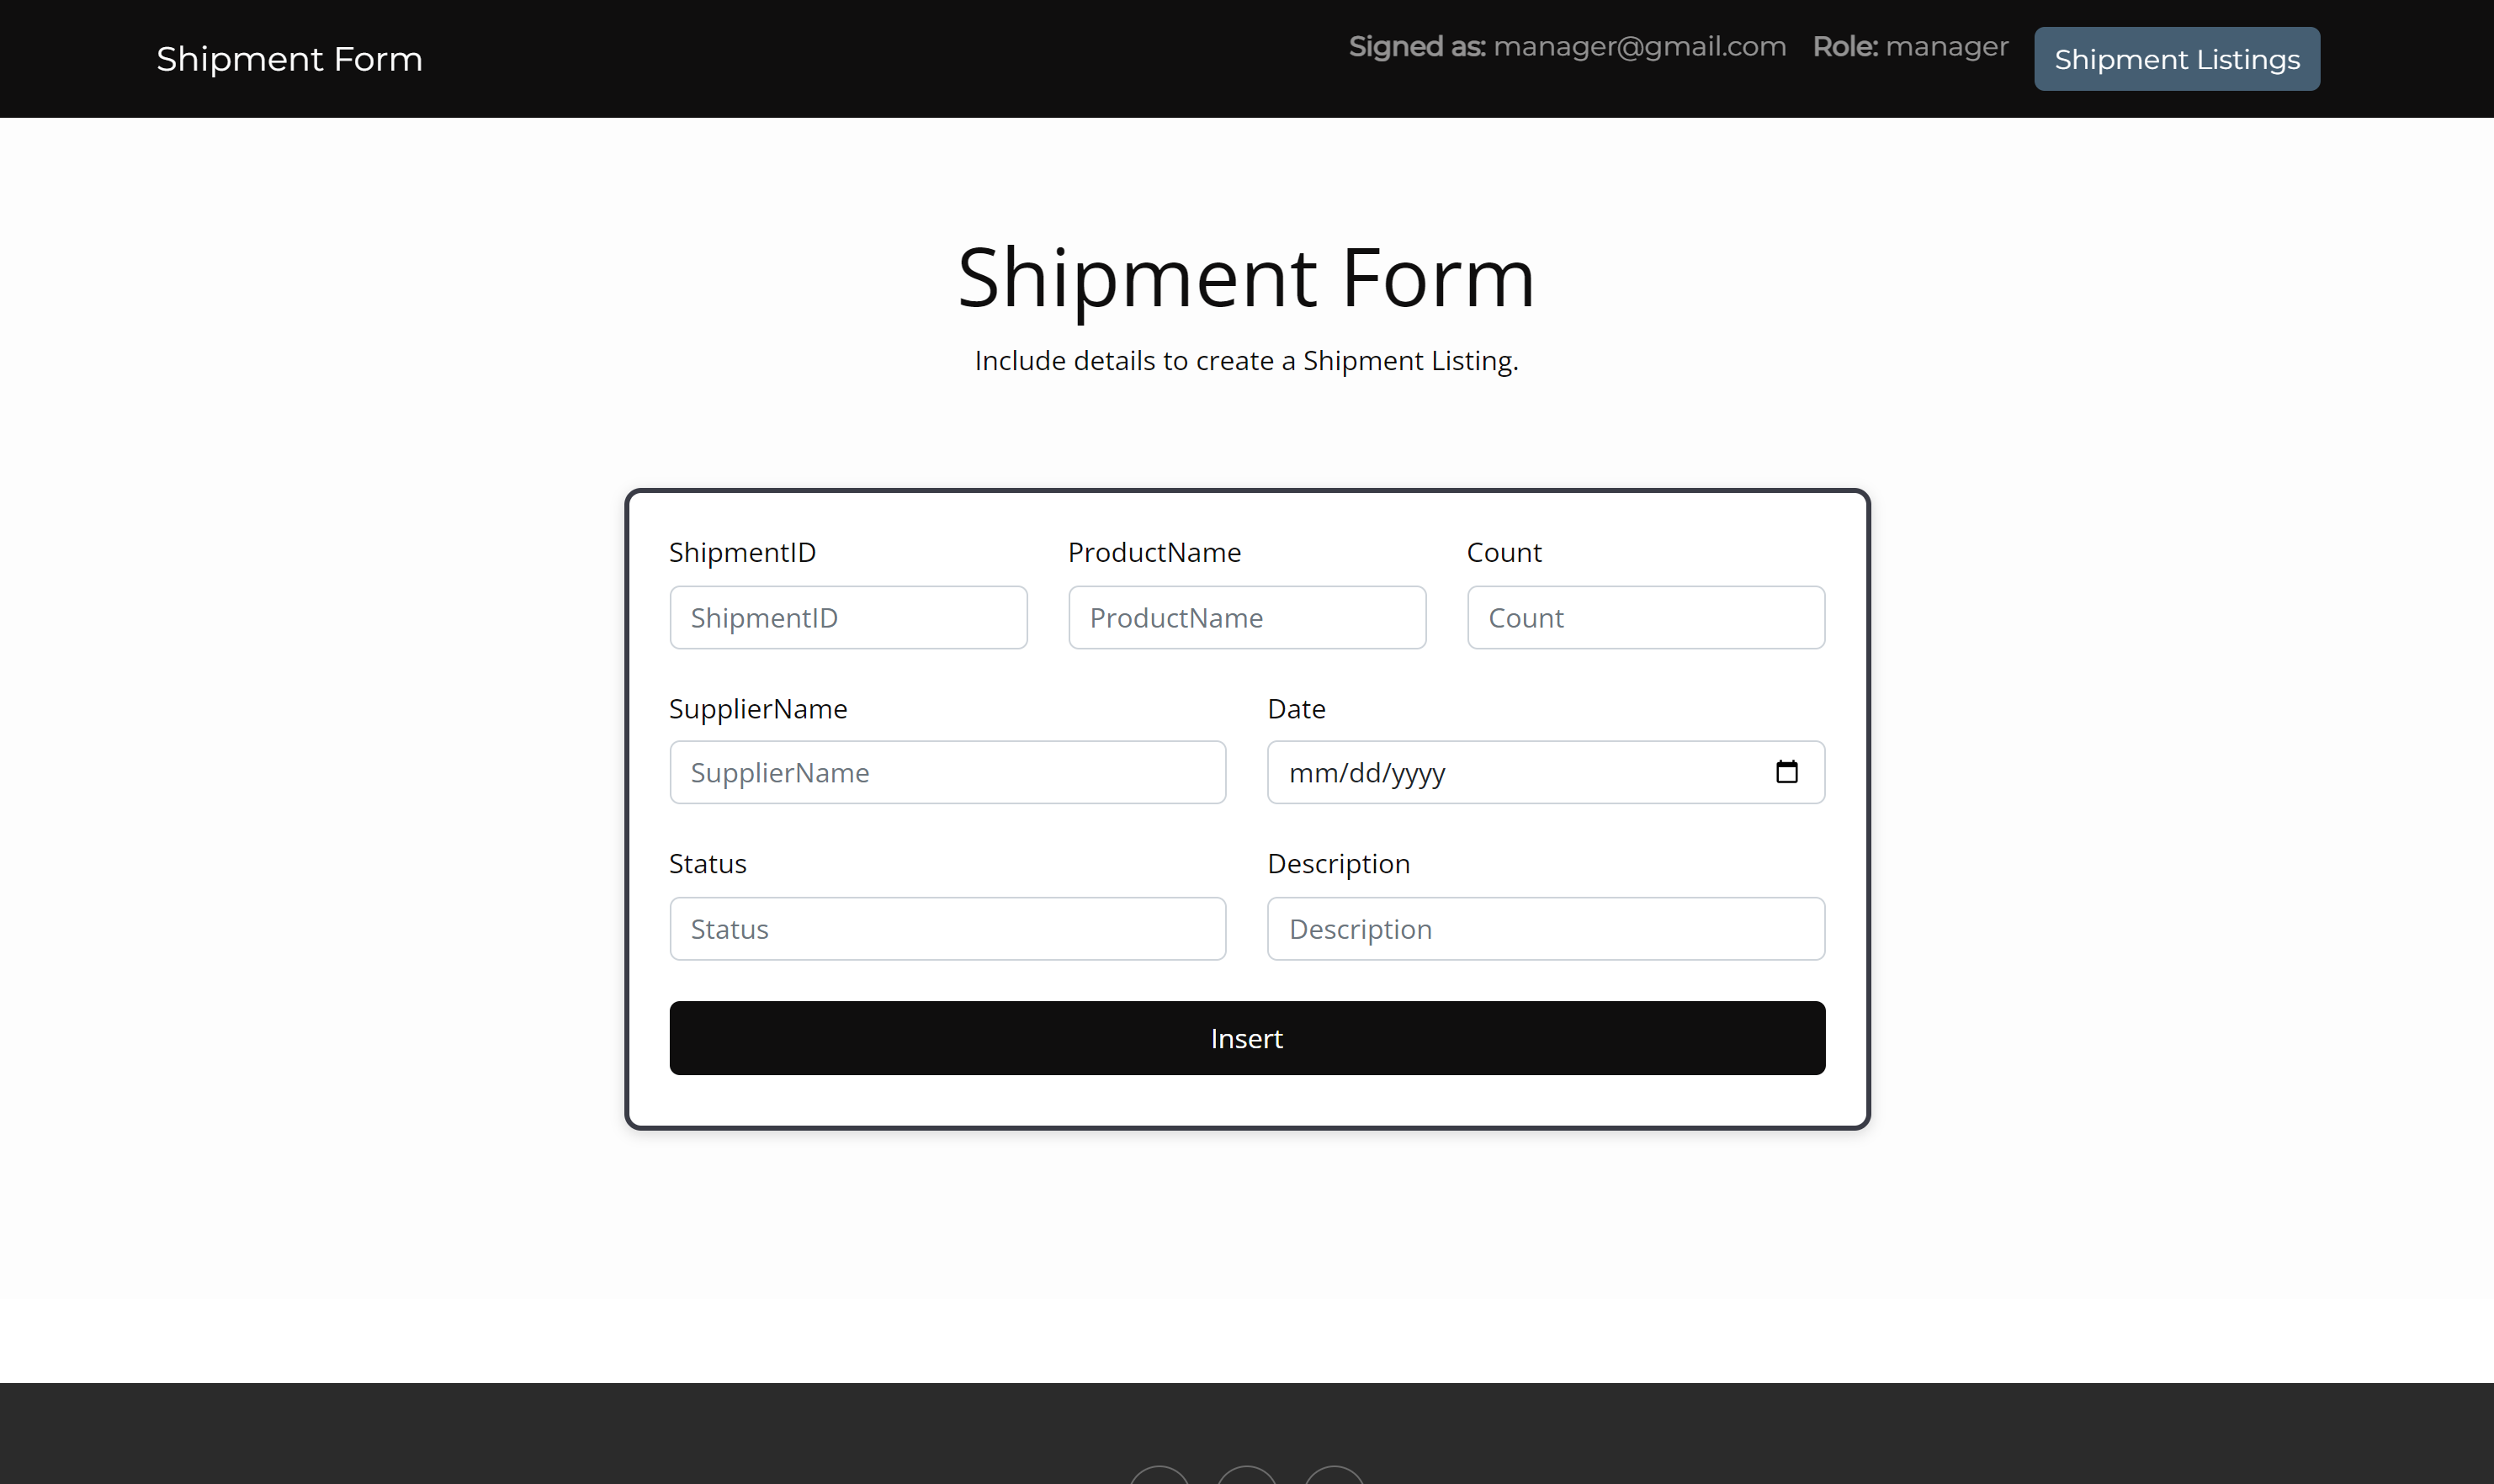 Shipment Form
Signed as: manager@gmail.com Role: manager Shipment Listings
Shipment Form
Include details to create a Shipment Listing.
ShipmentID ProductName Count
ShipmentID ProductName Count
SupplierName Date
SupplierName mm/dd/yyyy
Status Description
Status Description
Insert